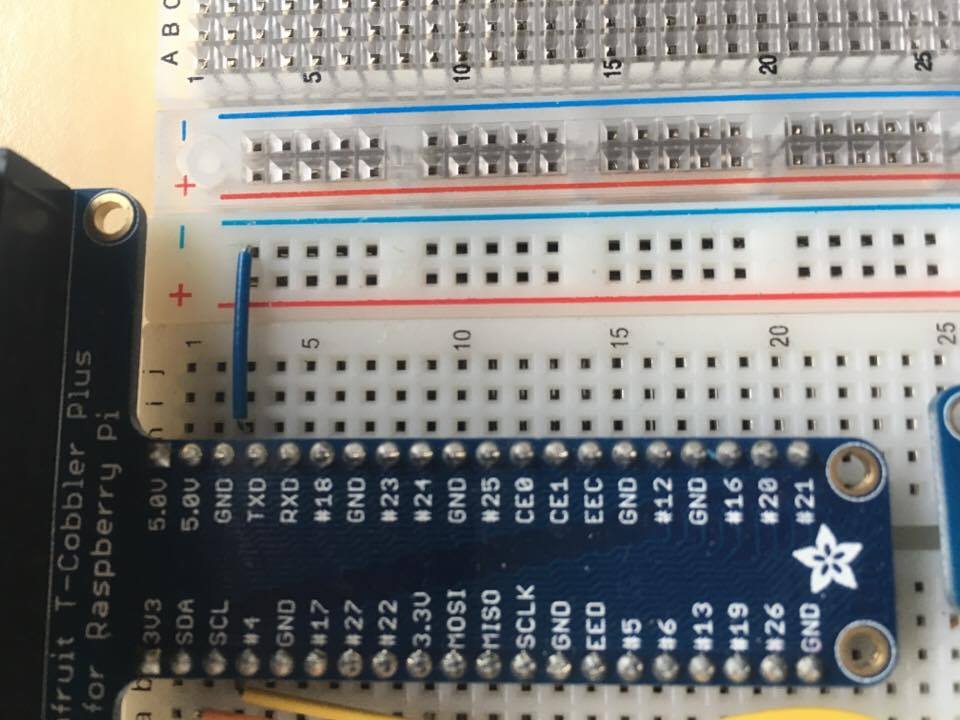 A B C
1 5 10 15 20 25
-
+
-
+
1 5 10 15 20 25
j
i
h
5.0V 5.0V GND TXD RXD #18 GND #23 #24 GND #25 CE0 CE1 EEC GND #12 GND #16 #20 #21
3V3 SDA SCL #4 GND #17 #27 #22 3.3V MOSI MISO SCLK GND EED #5 #6 #13 #19 #26 GND
fruit T-Cobbler Plus
for Raspberry Pi
b
a